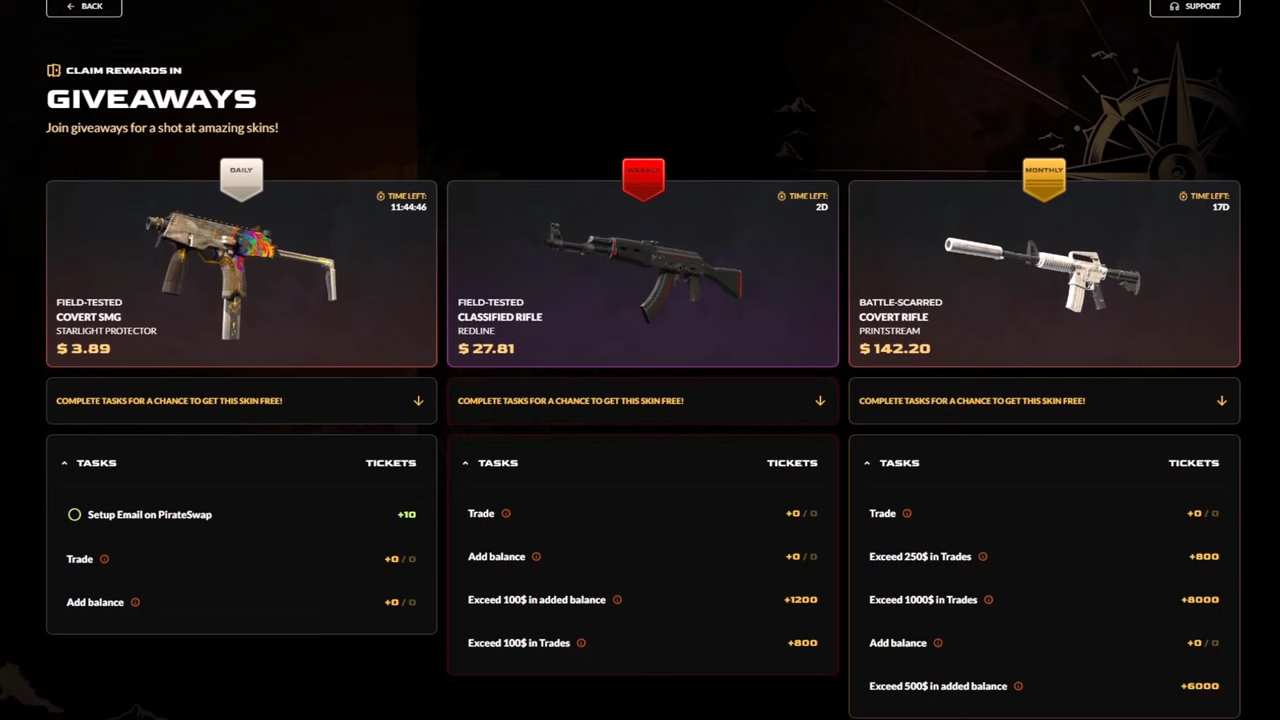 BACK
SUPPORT
CLAIM REWARDS IN
GIVEAWAYS
Join giveaways for a shot at amazing skins!
DAILY
TIME LEFT:
11:44:46
FIELD-TESTED
COVERT SMG
STARLIGHT PROTECTOR
$ 3.89
COMPLETE TASKS FOR A CHANCE TO GET THIS SKIN FREE!
TASKS TICKETS
Setup Email on PirateSwap +10
Trade +0 / 0
Add balance +0 / 0
WEEKLY
TIME LEFT:
2D
FIELD-TESTED
CLASSIFIED RIFLE
REDLINE
$ 27.81
COMPLETE TASKS FOR A CHANCE TO GET THIS SKIN FREE!
TASKS TICKETS
Trade +0 / 0
Add balance +0 / 0
Exceed 100$ in added balance +1200
Exceed 100$ in Trades +800
MONTHLY
TIME LEFT:
17D
BATTLE-SCARRED
COVERT RIFLE
PRINTSTREAM
$ 142.20
COMPLETE TASKS FOR A CHANCE TO GET THIS SKIN FREE!
TASKS TICKETS
Trade +0 / 0
Exceed 250$ in Trades +800
Exceed 1000$ in Trades +8000
Add balance +0 / 0
Exceed 500$ in added balance +6000